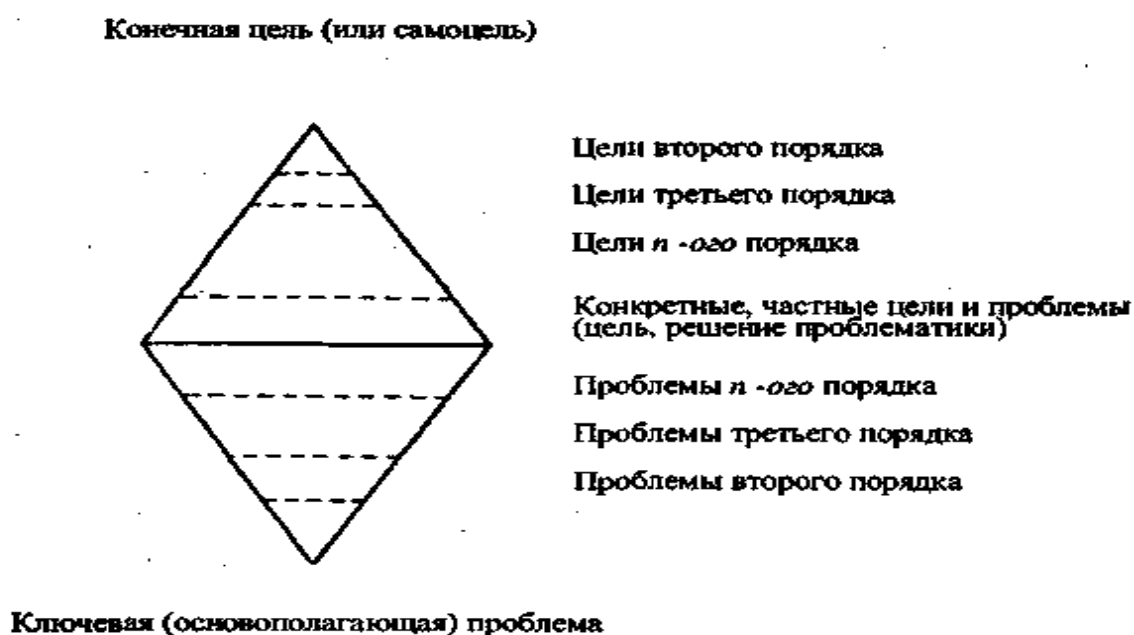 Конечная цель (или самоцель)
Цели второго порядка
Цели третьего порядка
Цели n -ого порядка
Конкретные, частные цели и проблемы
(цель, решение проблематики)
Проблемы n -ого порядка
Проблемы третьего порядка
Проблемы второго порядка
Ключевая (основополагающая) проблема